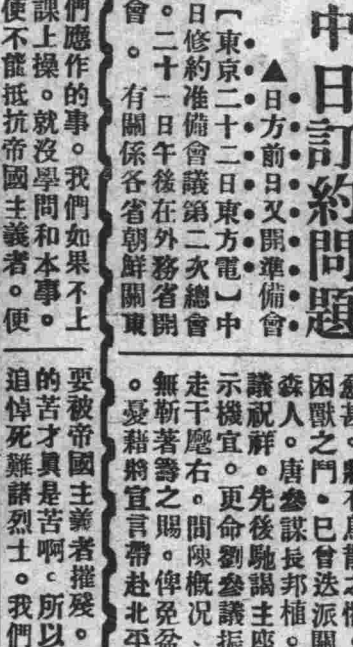 中日訂約問題
▲日方前日又開準備會
【東京二十二日東方電】中
日修約准備會議第二次總會
。二十一日午後在外務省開
會。有關係各省朝鮮關東
們應作的事。我們如果不上
課上操。就沒學問和本事。
便不能抵抗帝國主義者。便
困獸之鬥。已曾迭派關
森人。唐參謀長邦植。
議祝祥。先後馳謁主座
示機宜。更命劉參議振
走干麾右。間陳概况、
無靳著籌之賜。俾免盆
。憂藉將宣言帶赴北平
要被帝國主義者摧殘。
的苦才眞是苦啊。所以
追悼死難諸烈士。我們